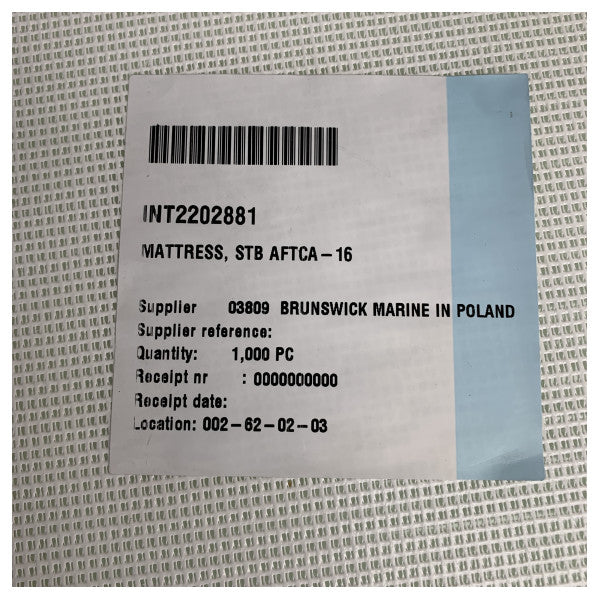 INT2202881
MATTRESS, STB AFTCA-16
Supplier 03809 BRUNSWICK MARINE IN POLAND
Supplier reference:
Quantity: 1,000 PC
Receipt nr : 0000000000
Receipt date:
Location: 002-62-02-03